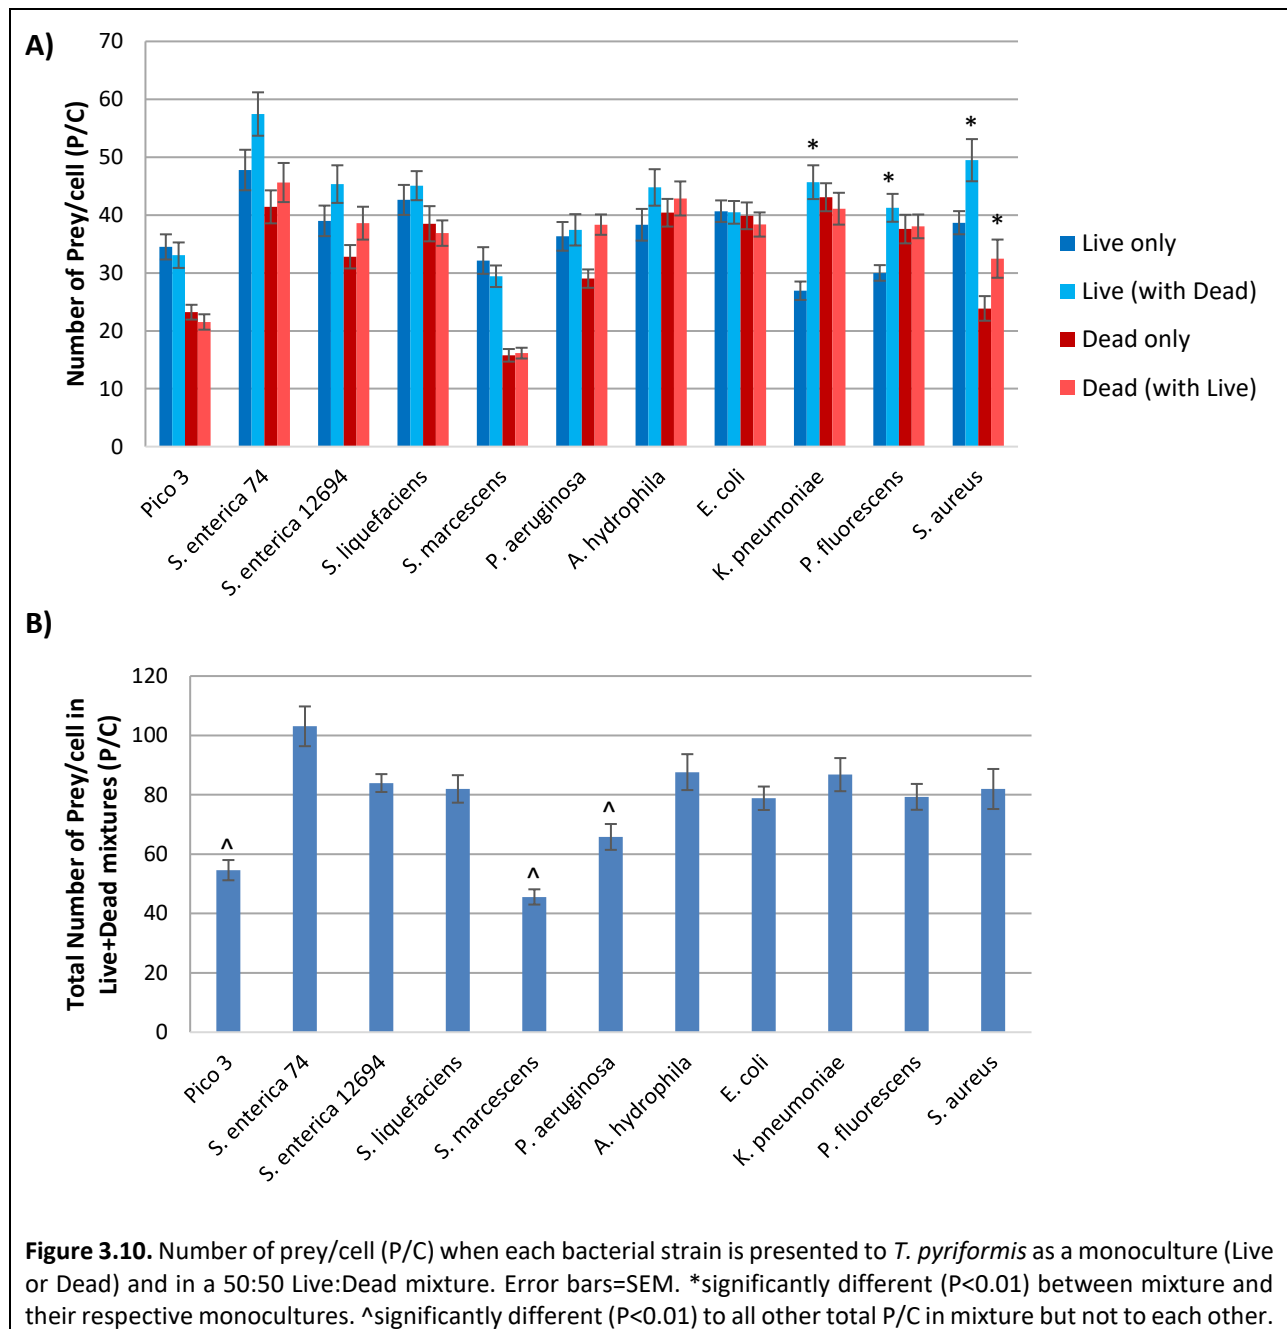 A)
Number of Prey/cell (P/C)
70
60
50
40
30
20
10
0
* * * *
Live only
Live (with Dead)
Dead only
Dead (with Live)
Pico 3
S. enterica 74
S. enterica 12694
S. liquefaciens
S. marcescens
P. aeruginosa
A. hydrophila
E. coli
K. pneumoniae
P. fluorescens
S. aureus
B)
Total Number of Prey/cell in
Live+Dead mixtures (P/C)
120
100
80
60
40
20
0
^ ^ ^
Pico 3
S. enterica 74
S. enterica 12694
S. liquefaciens
S. marcescens
P. aeruginosa
A. hydrophila
E. coli
K. pneumoniae
P. fluorescens
S. aureus
Figure 3.10. Number of prey/cell (P/C) when each bacterial strain is presented to T. pyriformis as a monoculture (Live
or Dead) and in a 50:50 Live:Dead mixture. Error bars=SEM. *significantly different (P<0.01) between mixture and
their respective monocultures. ^significantly different (P<0.01) to all other total P/C in mixture but not to each other.